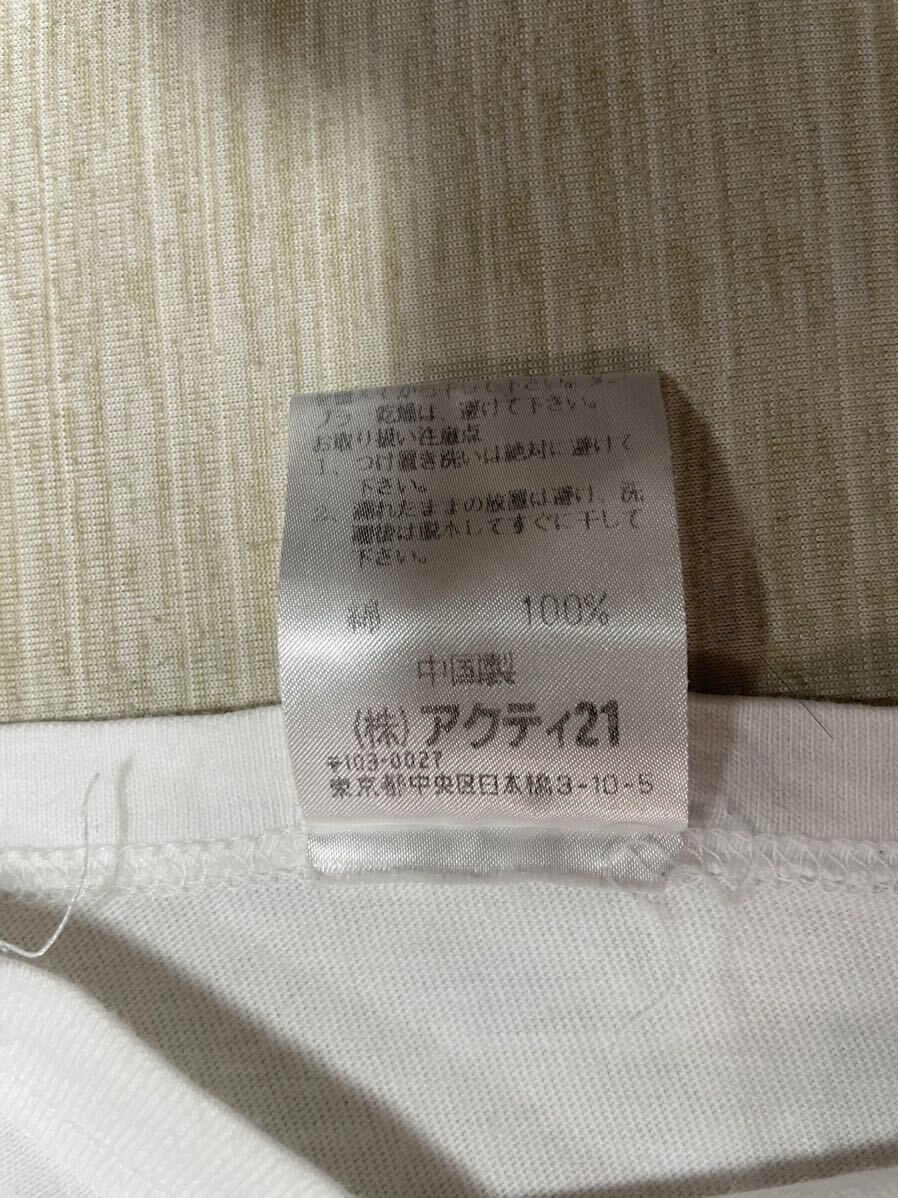 乾燥は、避けて下さい。
お取り扱い注意点
1、つけ置き洗いは絶対に避けて
下さい。
2、濡れたままの放置は避け、洗
濯後は脱水してすぐに干して
下さい。
綿 100%
中国製
(株)アクティ21
〒103-0027
東京都中央区日本橋3-10-5